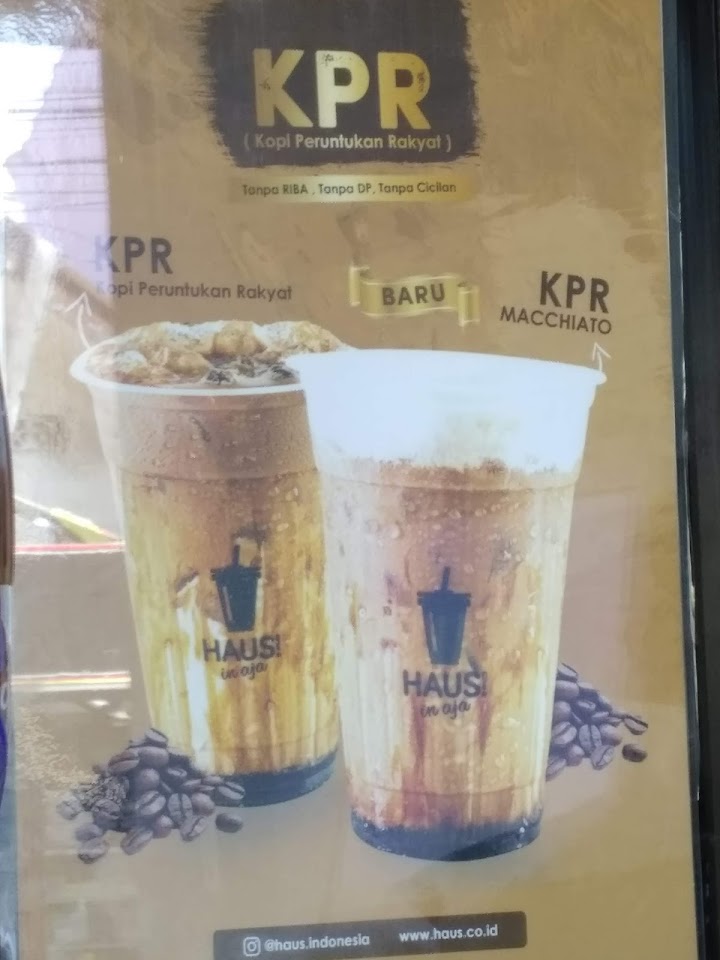 KPR
( Kopi Peruntukan Rakyat )
Tanpa RIBA , Tanpa DP, Tanpa Cicilan
KPR
Kopi Peruntukan Rakyat
BARU
KPR
MACCHIATO
HAUS!
in aja
HAUS!
in aja
@haus.indonesia www.haus.co.id